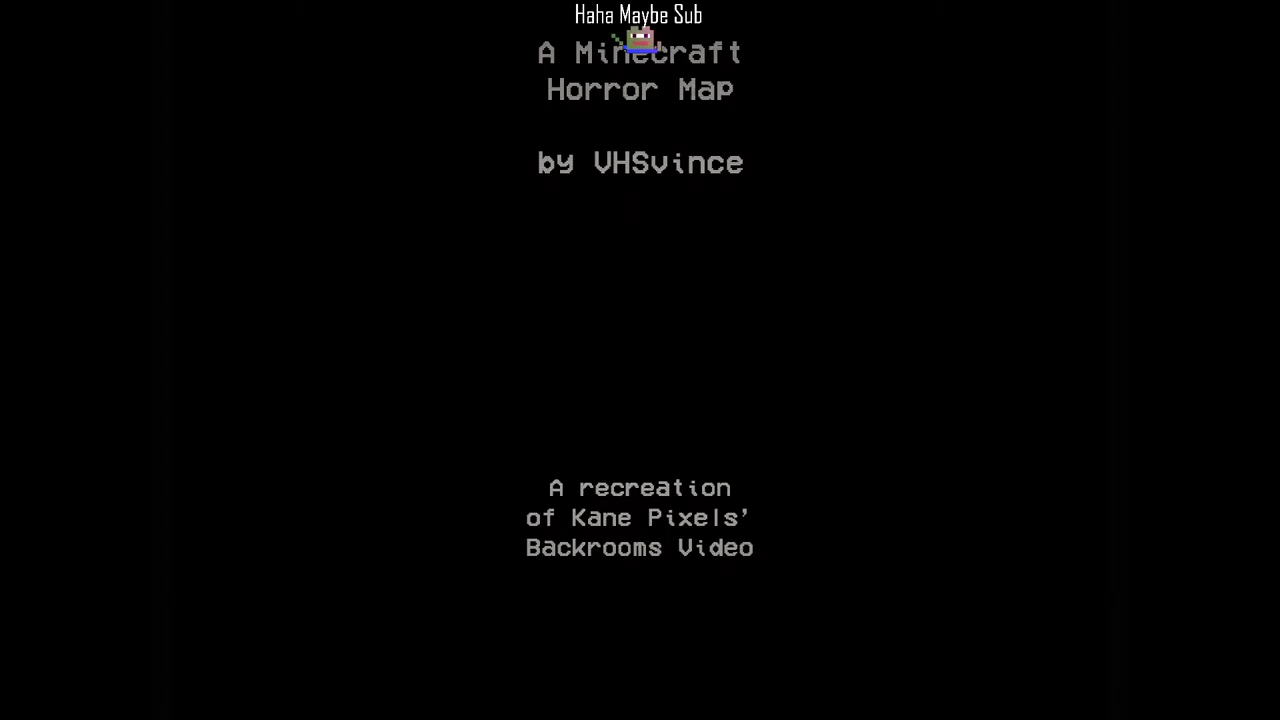 Haha Maybe Sub
A Minecraft
Horror Map
by VHSvince
A recreation
of Kane Pixels'
Backrooms Video